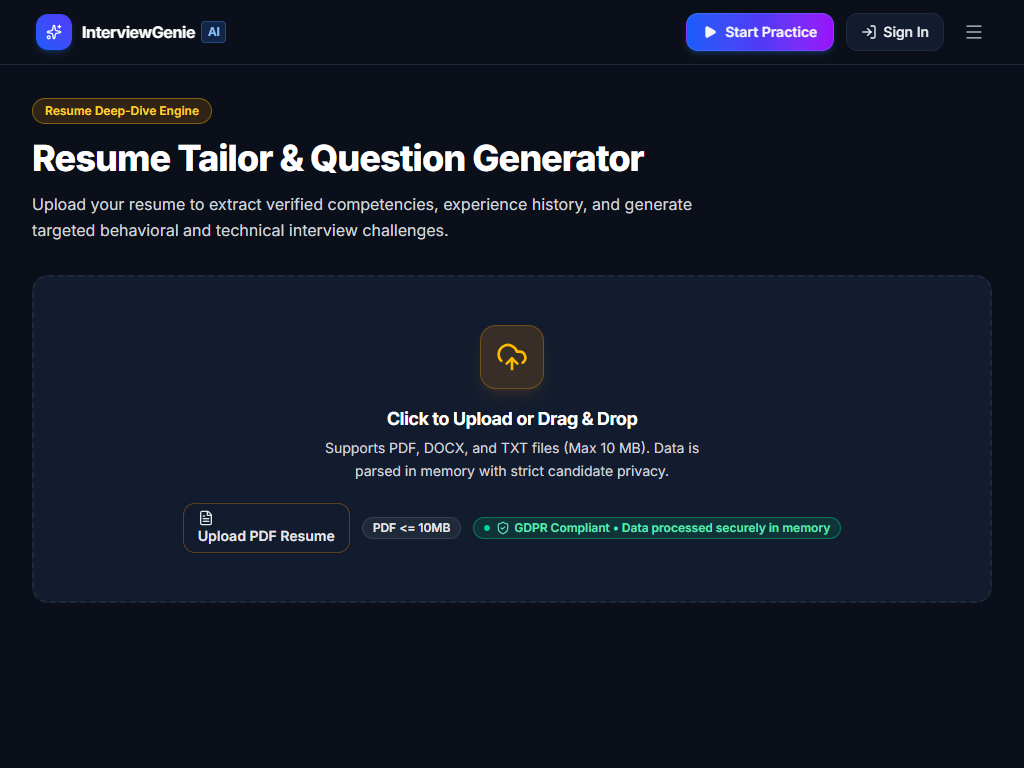 InterviewGenie AI
Start Practice
Sign In
Resume Deep-Dive Engine
Resume Tailor & Question Generator
Upload your resume to extract verified competencies, experience history, and generate
targeted behavioral and technical interview challenges.
Click to Upload or Drag & Drop
Supports PDF, DOCX, and TXT files (Max 10 MB). Data is
parsed in memory with strict candidate privacy.
Upload PDF Resume
PDF <= 10MB
GDPR Compliant • Data processed securely in memory